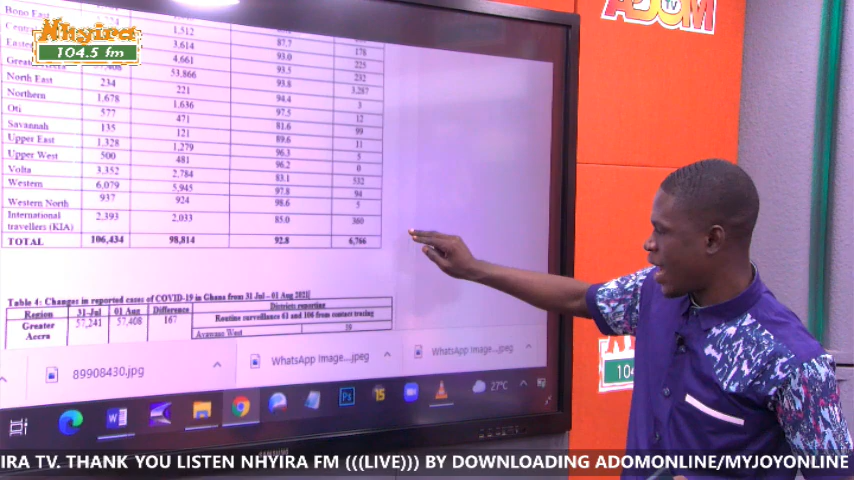 Nhyira
104.5 fm
ADOM
TV
Bono East
1,512 87.7 178
3,614 93.0 225
4,661 93.5 232
57,408 53,866 93.8 3,287
North East 234 221 94.4 3
Northern 1,678 1,636 97.5 12
Oti 577 471 81.6 99
Savannah 135 121 89.6 11
Upper East 1,328 1,279 96.3 5
Upper West 500 481 96.2 0
Volta 3,352 2,784 83.1 532
Western 6,079 5,945 97.8 94
Western North 937 924 98.6 5
International
travellers (KIA) 2,393 2,033 85.0 360
TOTAL 106,434 98,814 92.8 6,766
Table 4: Changes in reported cases of COVID-19 in Ghana from 31 Jul – 01 Aug 2021
Region 31-Jul 01 Aug Difference Districts reporting
Greater
Accra 57,241 57,408 167 Routine surveillance 61 and 106 from contact tracing
Ayawaso West 19
89908430.jpg
WhatsApp Image....jpeg
WhatsApp Image....jpeg
27°C
SAMSUNG
104
IRA TV. THANK YOU LISTEN NHYIRA FM (((LIVE))) BY DOWNLOADING ADOMONLINE/MYJOYONLINE